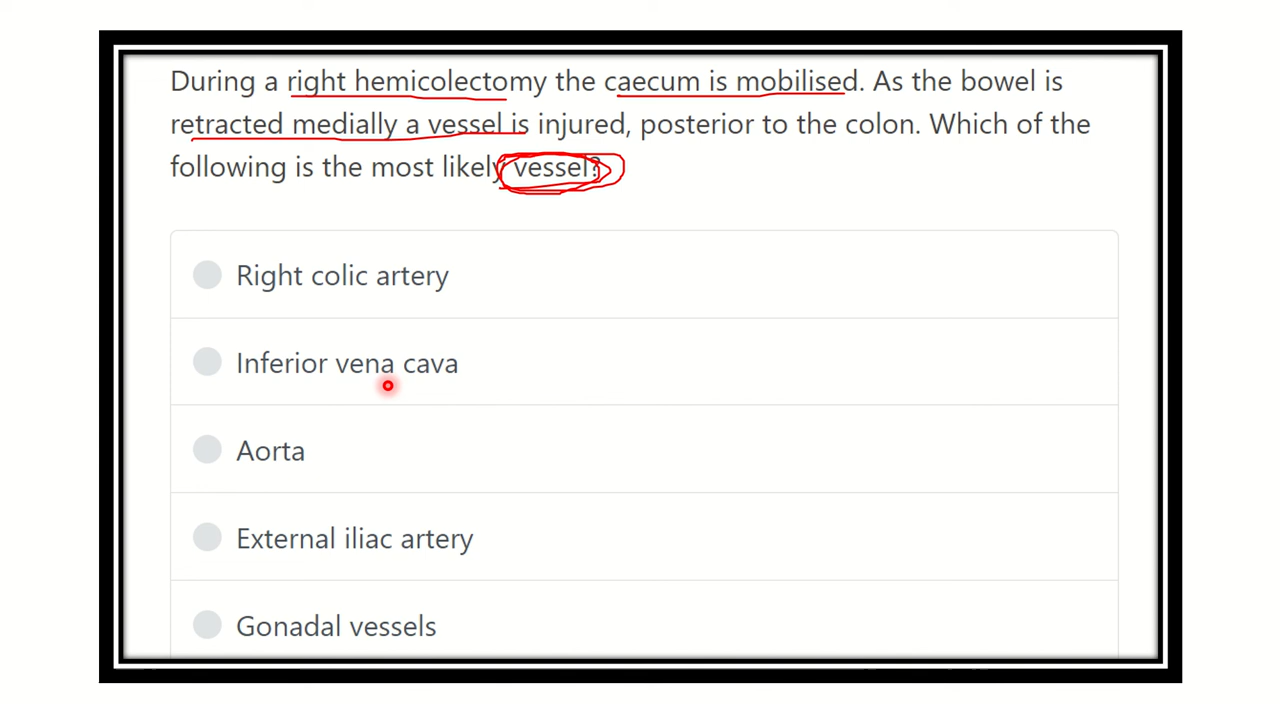 During a right hemicolectomy the caecum is mobilised. As the bowel is
retracted medially a vessel is injured, posterior to the colon. Which of the
following is the most likely vessel?
Right colic artery
Inferior vena cava
Aorta
External iliac artery
Gonadal vessels